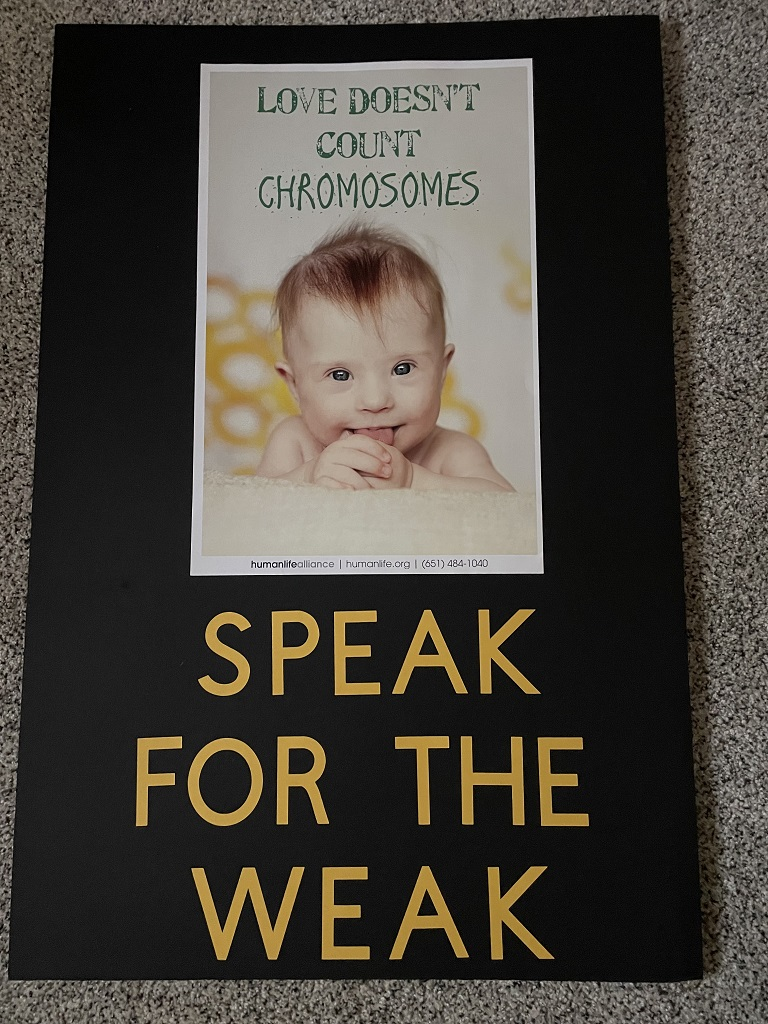 LOVE DOESN'T
COUNT
CHROMOSOMES
humanlifealliance | humanlife.org | (651) 484-1040
SPEAK
FOR THE
WEAK